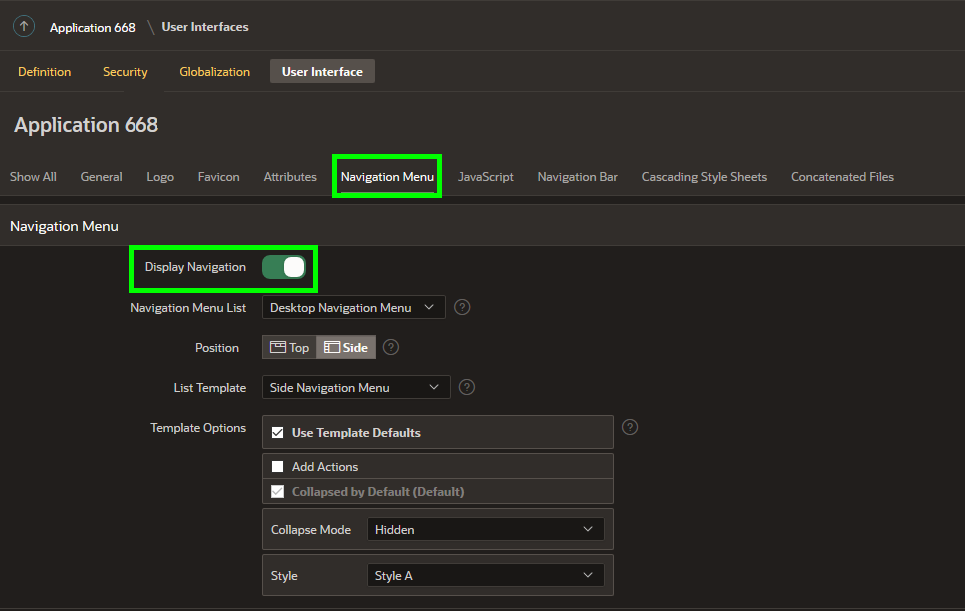 Application 668 \ User Interfaces
Definition Security Globalization User Interface
Application 668
Show All General Logo Favicon Attributes Navigation Menu JavaScript Navigation Bar Cascading Style Sheets Concatenated Files
Navigation Menu
Display Navigation
Navigation Menu List Desktop Navigation Menu ?
Position Top Side ?
List Template Side Navigation Menu ?
Template Options Use Template Defaults ?
Add Actions
Collapsed by Default (Default)
Collapse Mode Hidden
Style Style A